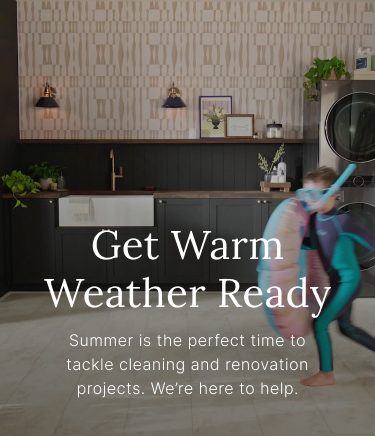 Get Warm
Weather Ready
Summer is the perfect time to
tackle cleaning and renovation
projects. We’re here to help.